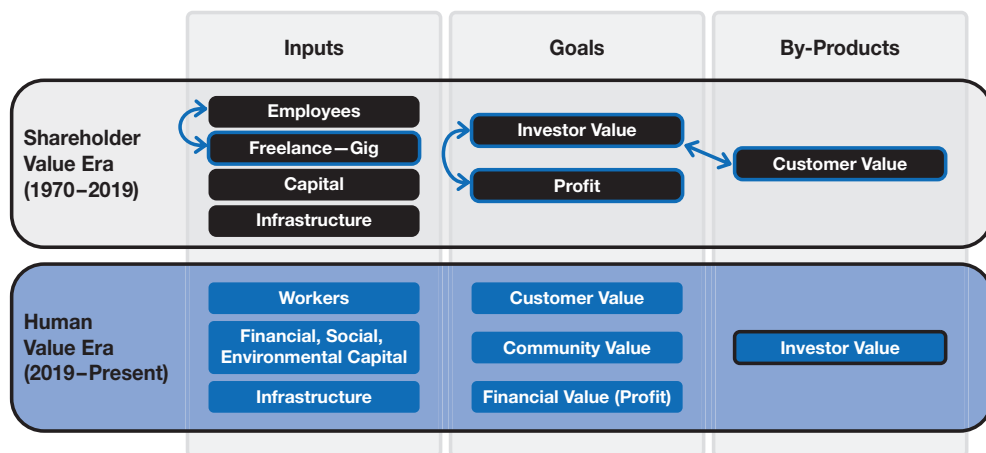 Inputs
Goals
By-Products
Shareholder
Value Era
(1970–2019)
Employees
Freelance—Gig
Capital
Infrastructure
Investor Value
Profit
Customer Value
Human
Value Era
(2019–Present)
Workers
Financial, Social,
Environmental Capital
Infrastructure
Customer Value
Community Value
Financial Value (Profit)
Investor Value